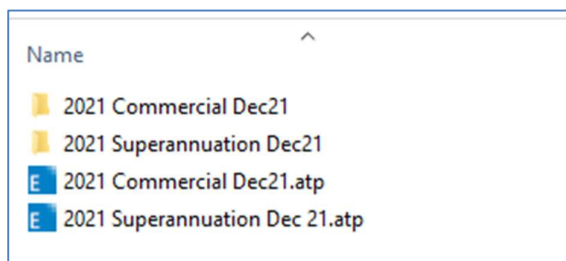 Name
2021 Commercial Dec21
2021 Superannuation Dec21
E 2021 Commercial Dec21.atp
E 2021 Superannuation Dec 21.atp